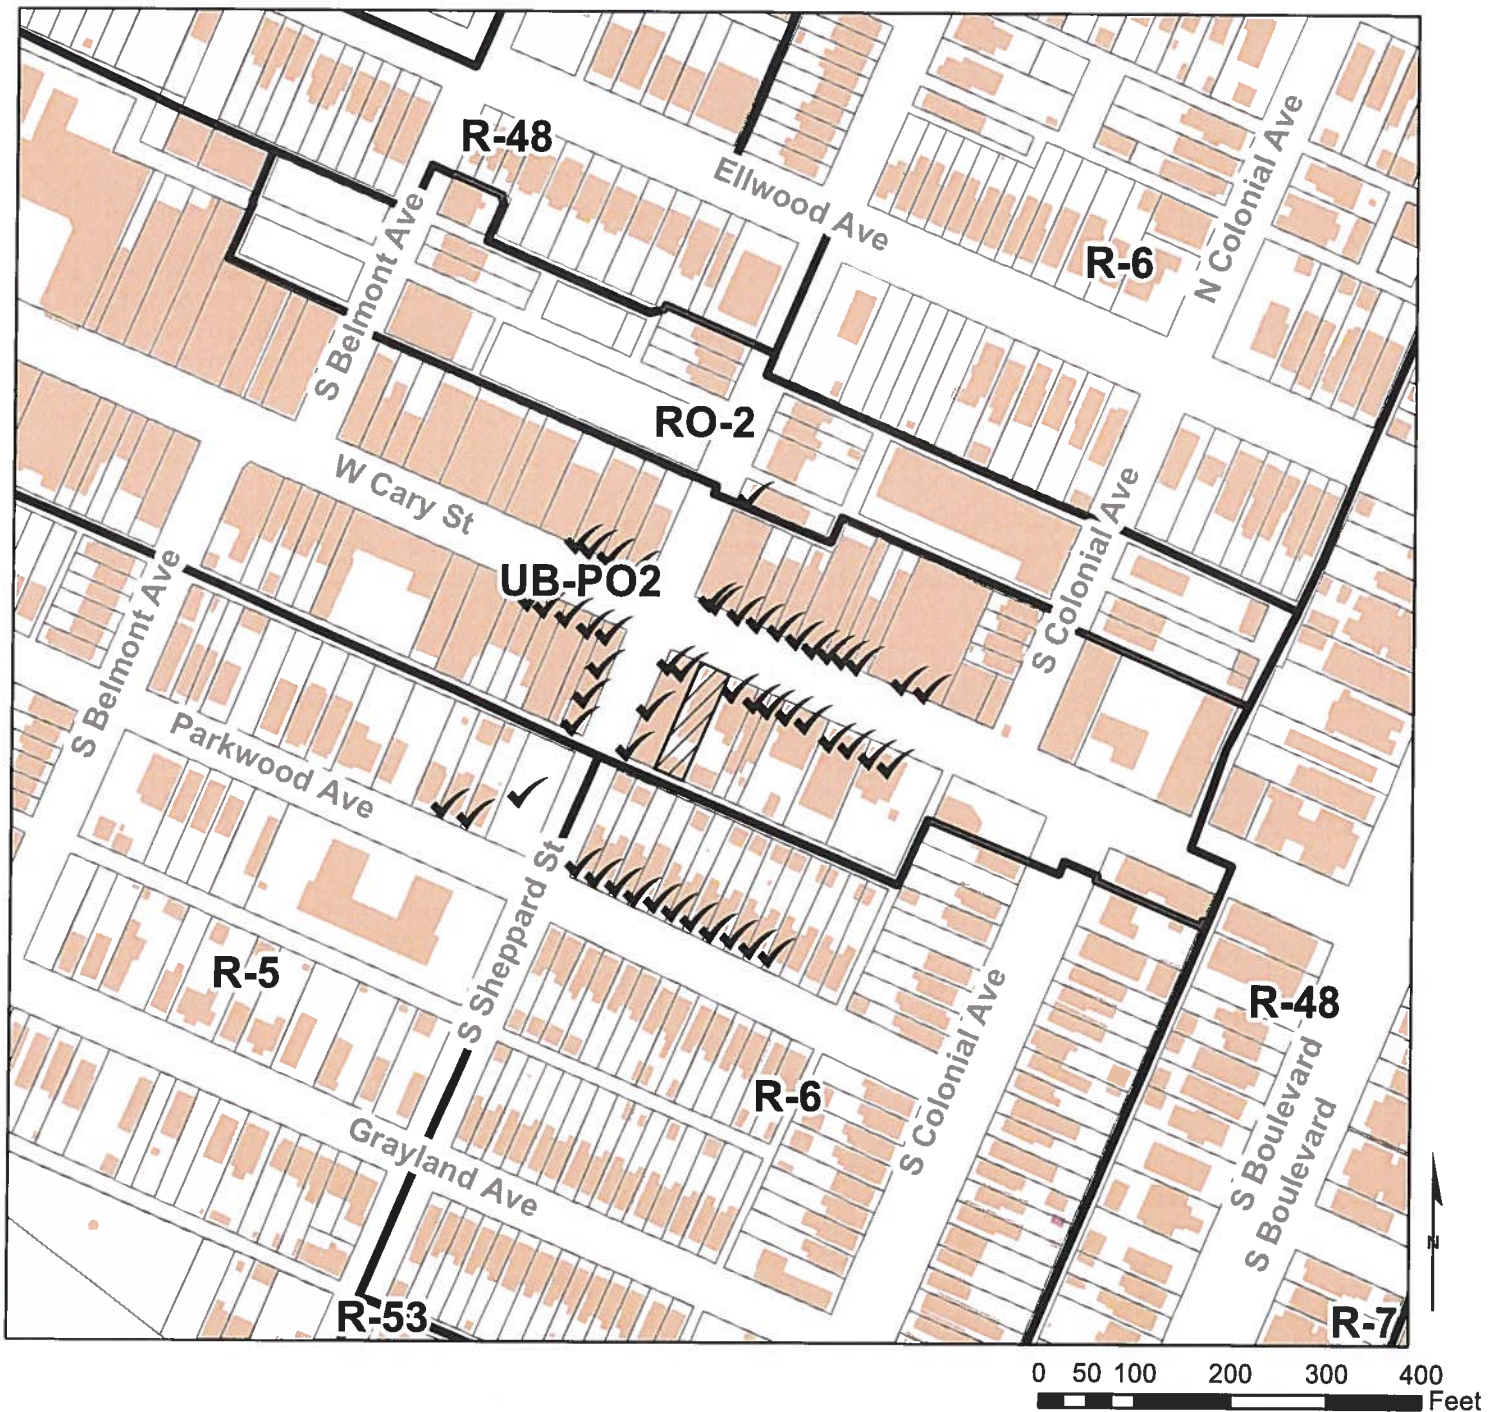 R-48
Ellwood Ave
N Colonial Ave
R-6
S Belmont Ave
RO-2
W Cary St
S Colonial Ave
UB-PO2
S Belmont Ave
Parkwood Ave
S Sheppard St
R-5
R-48
S Colonial Ave
R-6
S Boulevard
S Boulevard
Grayland Ave
R-53
R-7
N
0 50 100 200 300 400
Feet